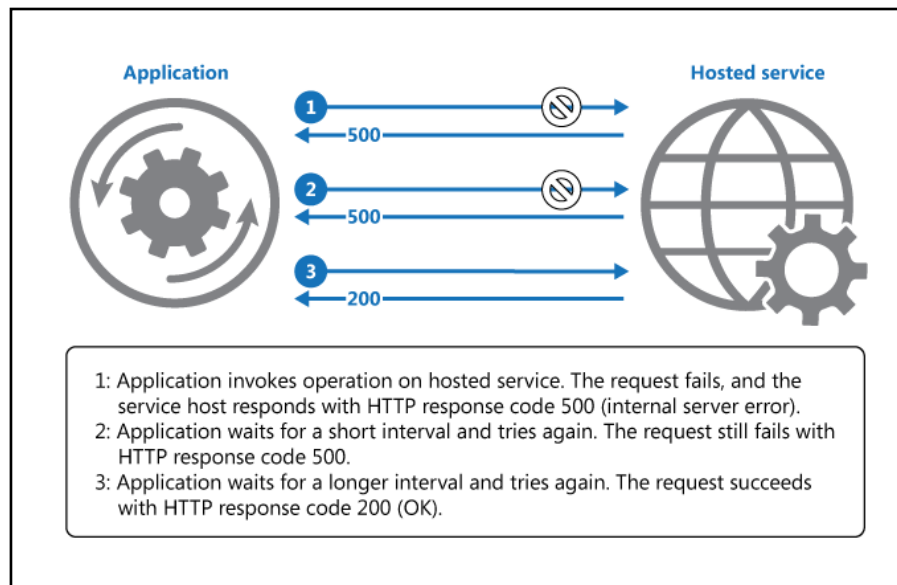 Application
Hosted service
1
500
2
500
3
200
1: Application invokes operation on hosted service. The request fails, and the
service host responds with HTTP response code 500 (internal server error).
2: Application waits for a short interval and tries again. The request still fails with
HTTP response code 500.
3: Application waits for a longer interval and tries again. The request succeeds
with HTTP response code 200 (OK).